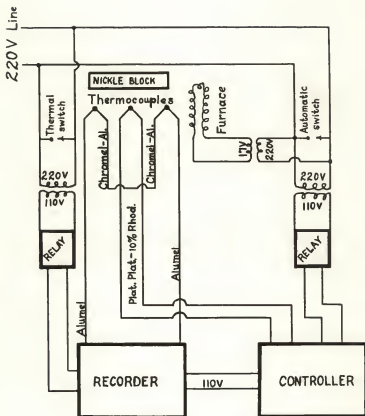 220V Line
NICKLE BLOCK
Thermocouples
Thermal
switch
Chromel-Al.
Chromel-Al.
Furnace
Automatic
switch
17V
220V
220V
110V
220V
110V
RELAY
RELAY
Plat. Plat-10% Rhod.
Alumel
Alumel
RECORDER
110V
CONTROLLER